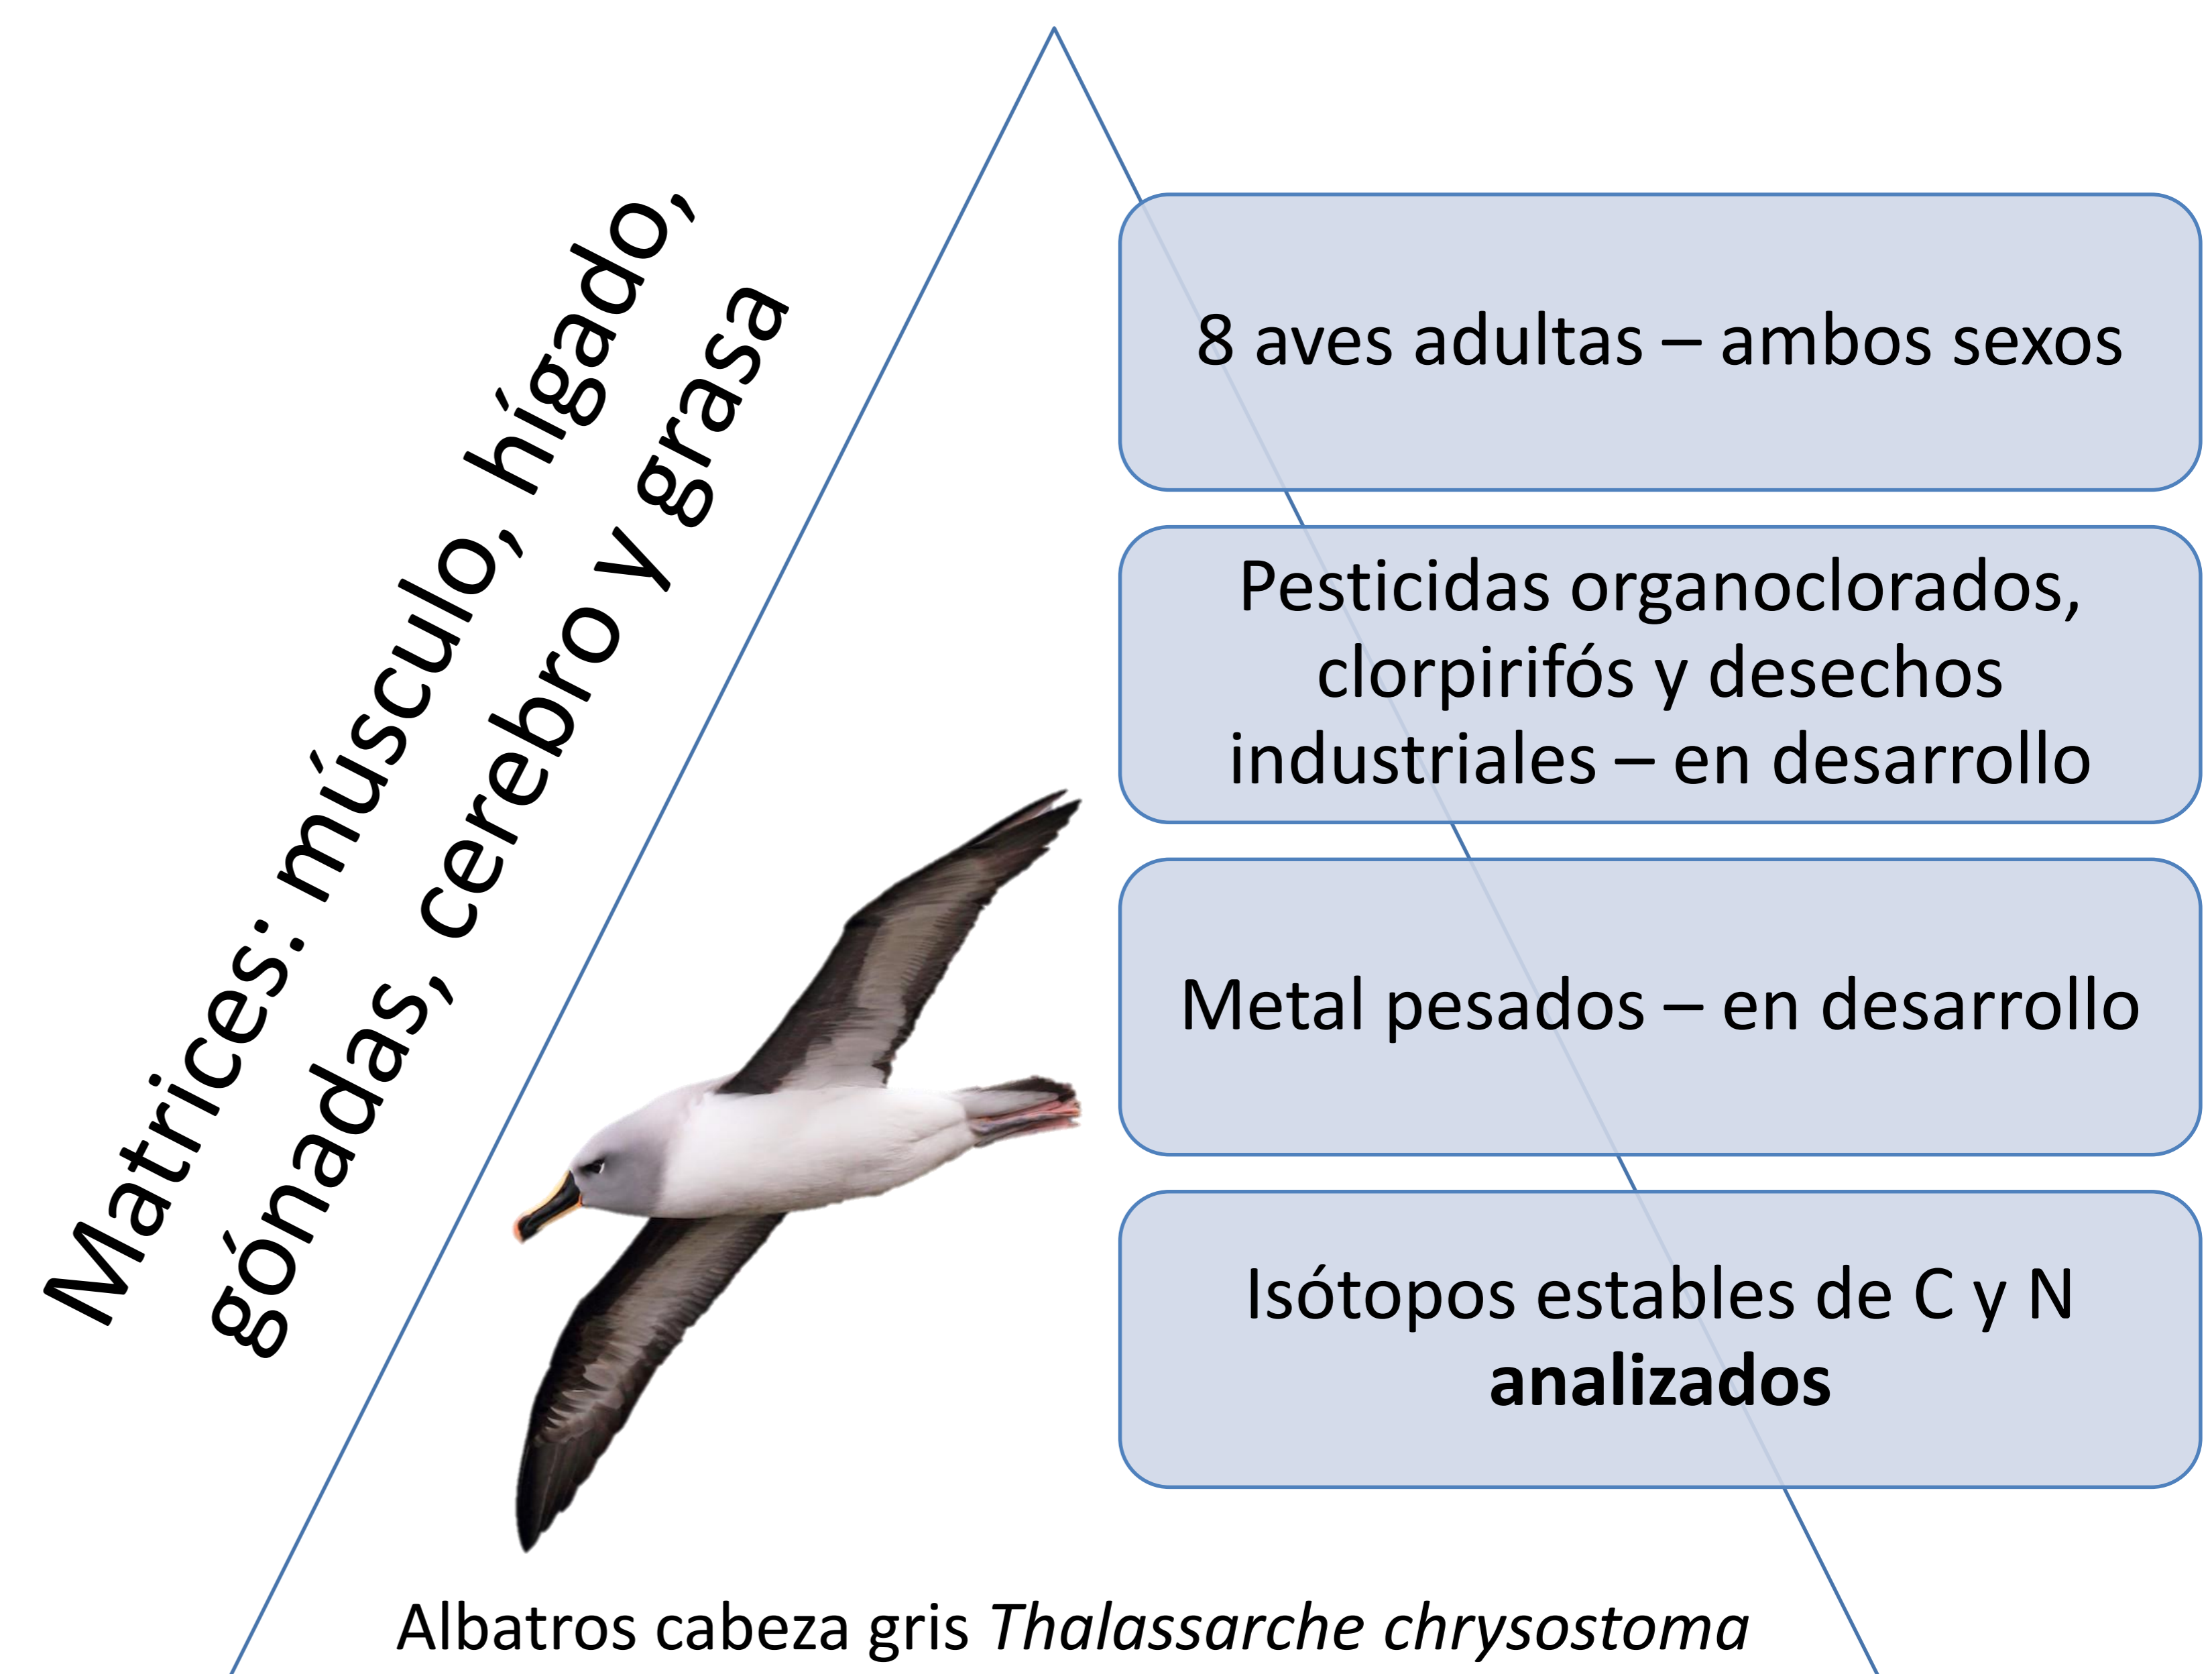 Matrices: músculo, hígado,
gónadas, cerebro y grasa
8 aves adultas – ambos sexos
Pesticidas organoclorados,
clorpirifós y desechos
industriales – en desarrollo
Metal pesados – en desarrollo
Isótopos estables de C y N
analizados
Albatros cabeza gris Thalassarche chrysostoma